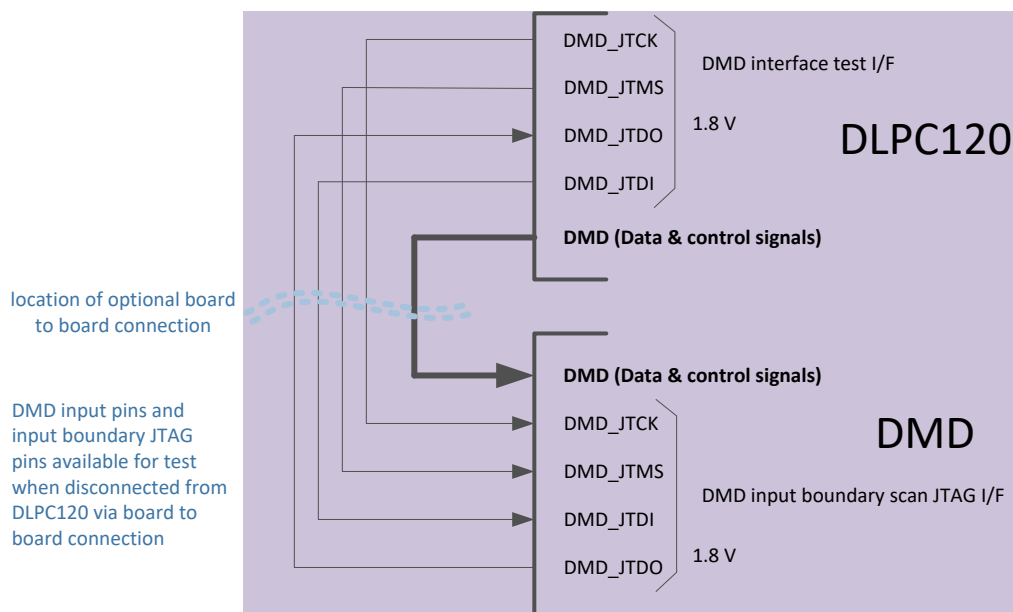 DMD_JTCK
DMD interface test I/F
DMD_JTMS
1.8 V
DLPC120
DMD_JTDO
DMD_JTDI
DMD (Data & control signals)
location of optional board
to board connection
DMD (Data & control signals)
DMD input pins and
input boundary JTAG
pins available for test
when disconnected from
DLPC120 via board to
board connection
DMD_JTCK
DMD
DMD_JTMS
DMD input boundary scan JTAG I/F
DMD_JTDI
1.8 V
DMD_JTDO